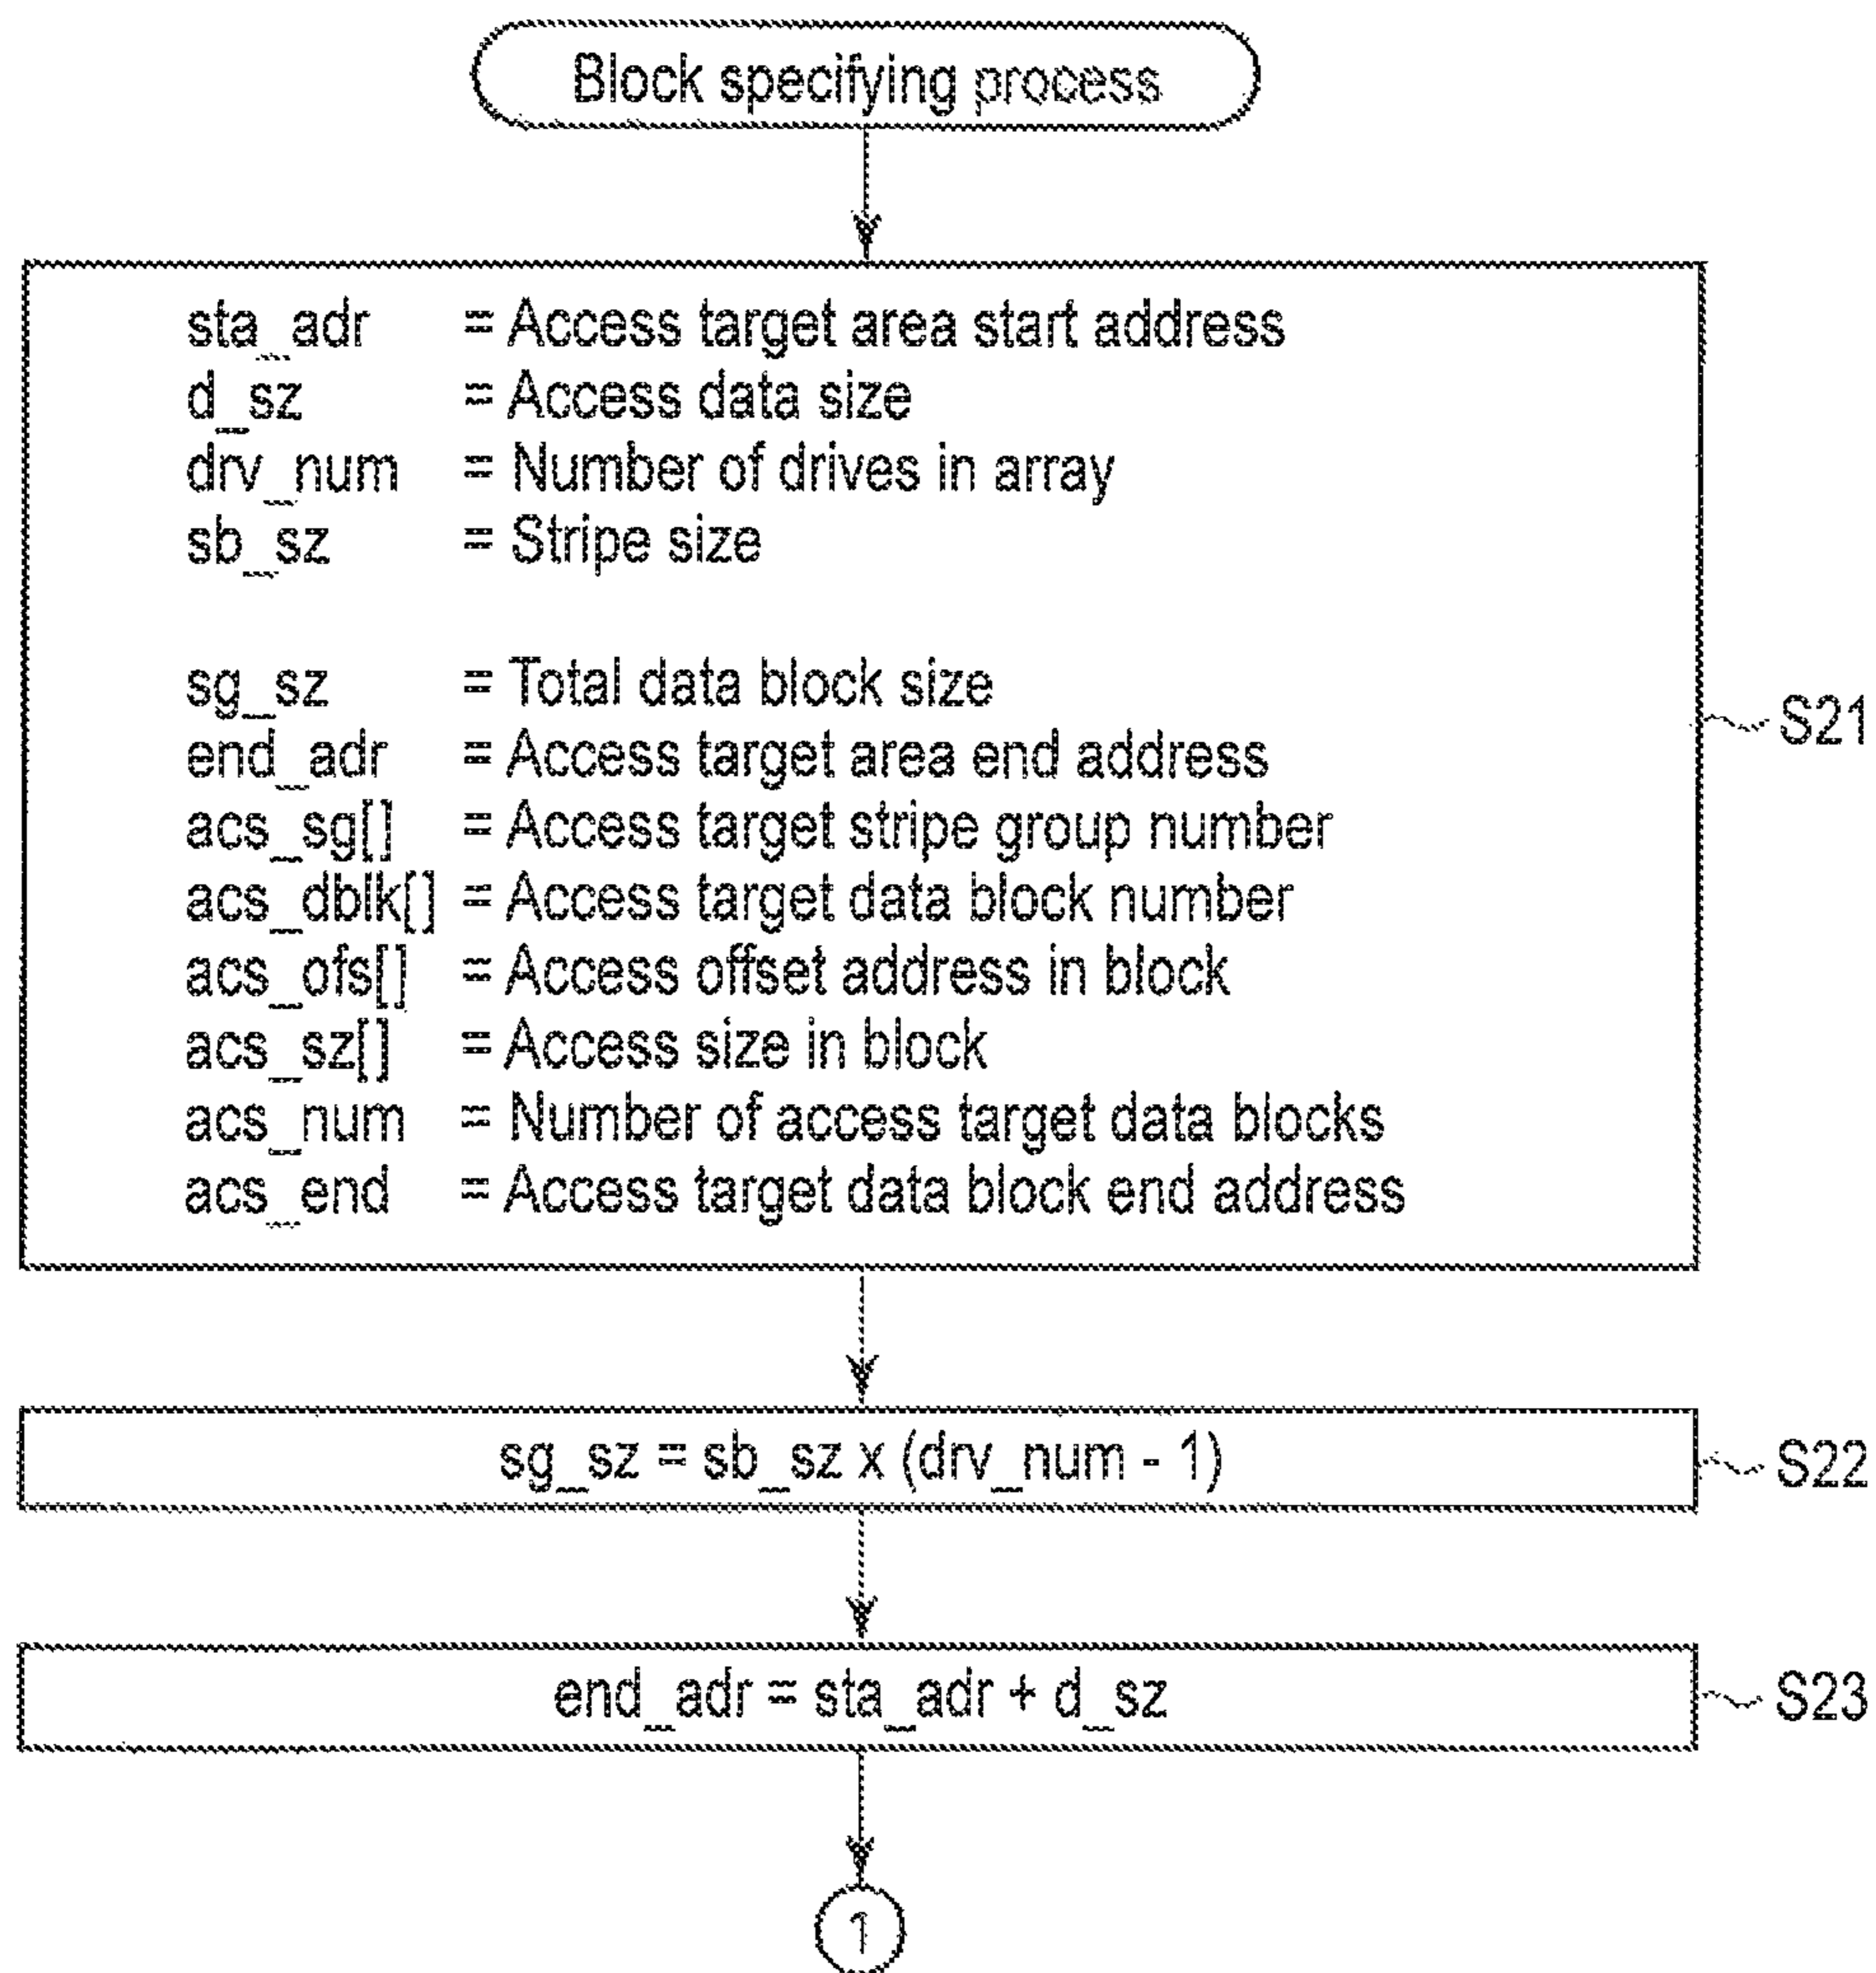 Block specifying process
sta_adr = Access target area start address
d_sz = Access data size
drv_num = Number of drives in array
sb_sz = Stripe size
sg_sz = Total data block size
end_adr = Access target area end address
acs_sg[] = Access target stripe group number
acs_dblk[] = Access target data block number
acs_ofs[] = Access offset address in block
acs_sz[] = Access size in block
acs_num = Number of access target data blocks
acs_end = Access target data block end address
S21
sg_sz = sb_sz x (drv_num - 1)
S22
end_adr = sta_adr + d_sz
S23
1